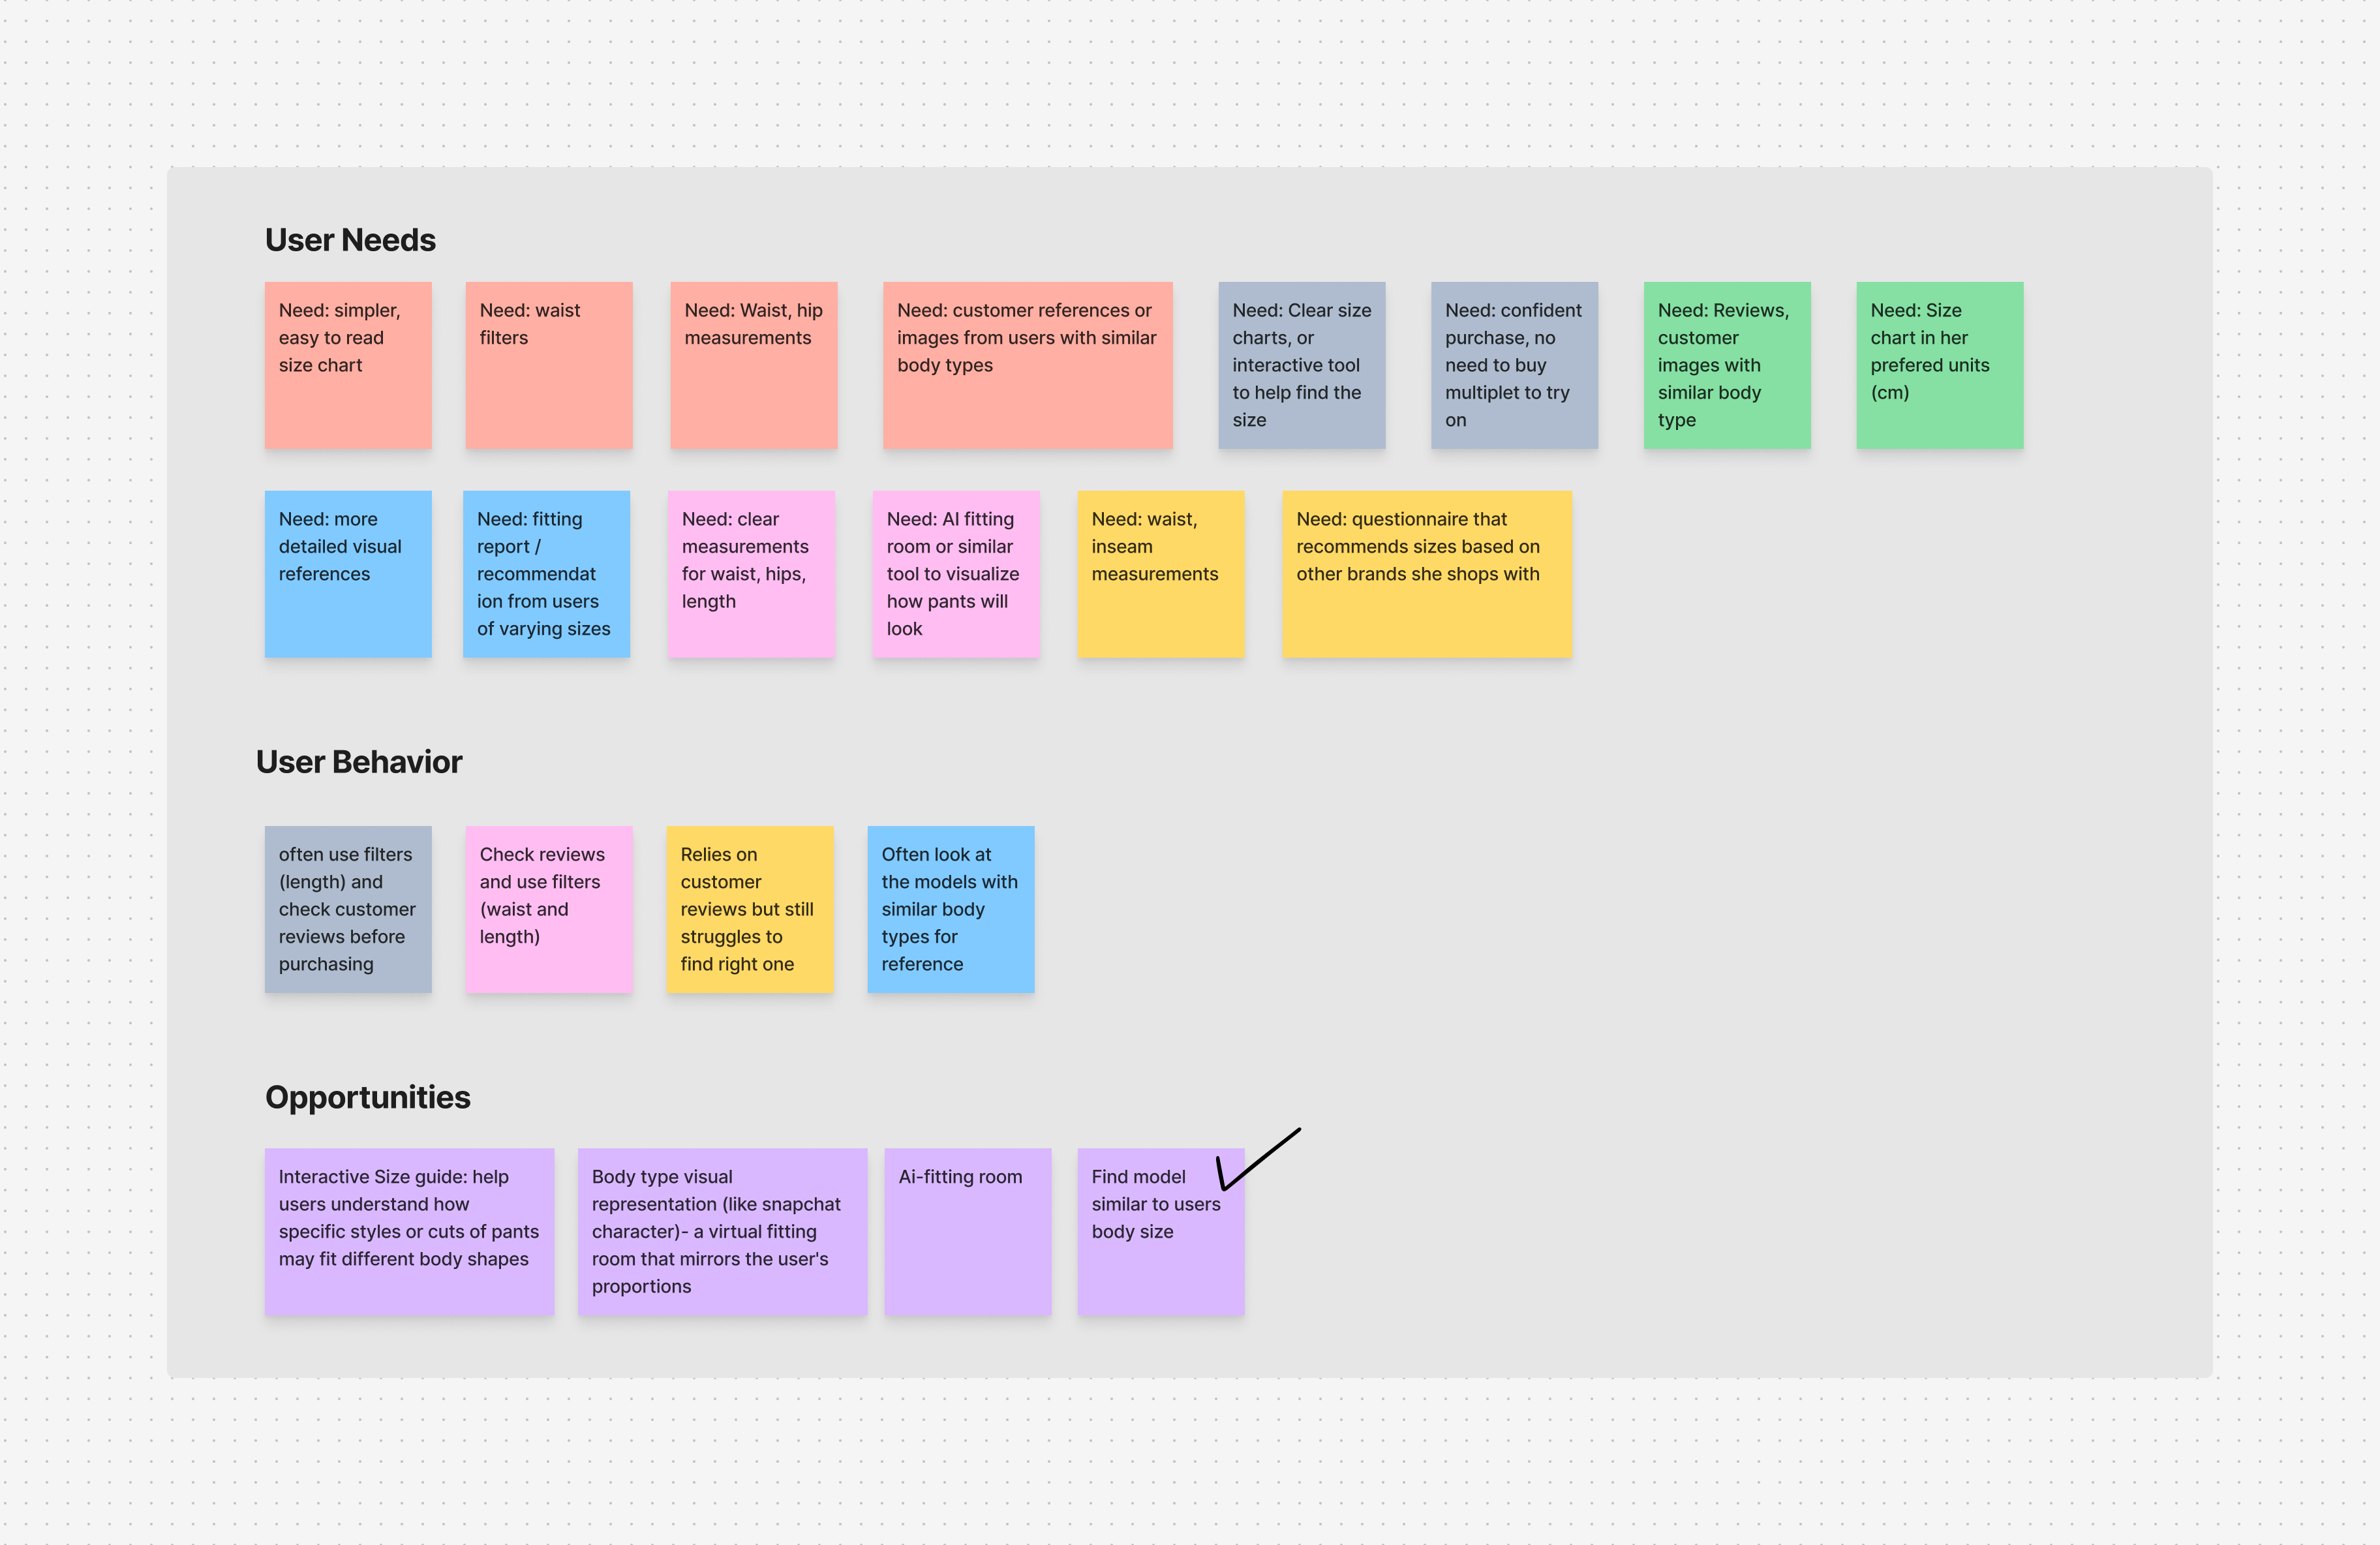 User Needs
Need: simpler,
easy to read
size chart
Need: waist
filters
Need: Waist, hip
measurements
Need: customer references or
images from users with similar
body types
Need: Clear size
charts, or
interactive tool
to help find the
size
Need: confident
purchase, no
need to buy
multiplet to try
on
Need: Reviews,
customer
images with
similar body
type
Need: Size
chart in her
prefered units
(cm)
Need: more
detailed visual
references
Need: fitting
report /
recommendat
ion from users
of varying sizes
Need: clear
measurements
for waist, hips,
length
Need: AI fitting
room or similar
tool to visualize
how pants will
look
Need: waist,
inseam
measurements
Need: questionnaire that
recommends sizes based on
other brands she shops with
User Behavior
often use filters
(length) and
check customer
reviews before
purchasing
Check reviews
and use filters
(waist and
length)
Relies on
customer
reviews but still
struggles to
find right one
Often look at
the models with
similar body
types for
reference
Opportunities
Interactive Size guide: help
users understand how
specific styles or cuts of pants
may fit different body shapes
Body type visual
representation (like snapchat
character)- a virtual fitting
room that mirrors the user's
proportions
Ai-fitting room
Find model
similar to users
body size